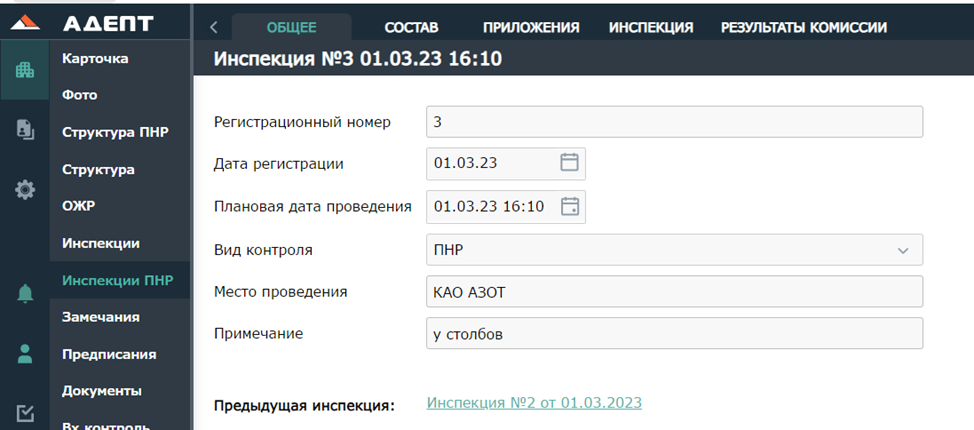 АДЕПТ
Карточка
Фото
Структура ПНР
Структура
ОЖР
Инспекции
Инспекции ПНР
Замечания
Предписания
Документы
Вх контроль
ОБЩЕЕ СОСТАВ ПРИЛОЖЕНИЯ ИНСПЕКЦИЯ РЕЗУЛЬТАТЫ КОМИССИИ
Инспекция №3 01.03.23 16:10
Регистрационный номер 3
Дата регистрации 01.03.23
Плановая дата проведения 01.03.23 16:10
Вид контроля ПНР
Место проведения КАО АЗОТ
Примечание у столбов
Предыдущая инспекция: Инспекция №2 от 01.03.2023